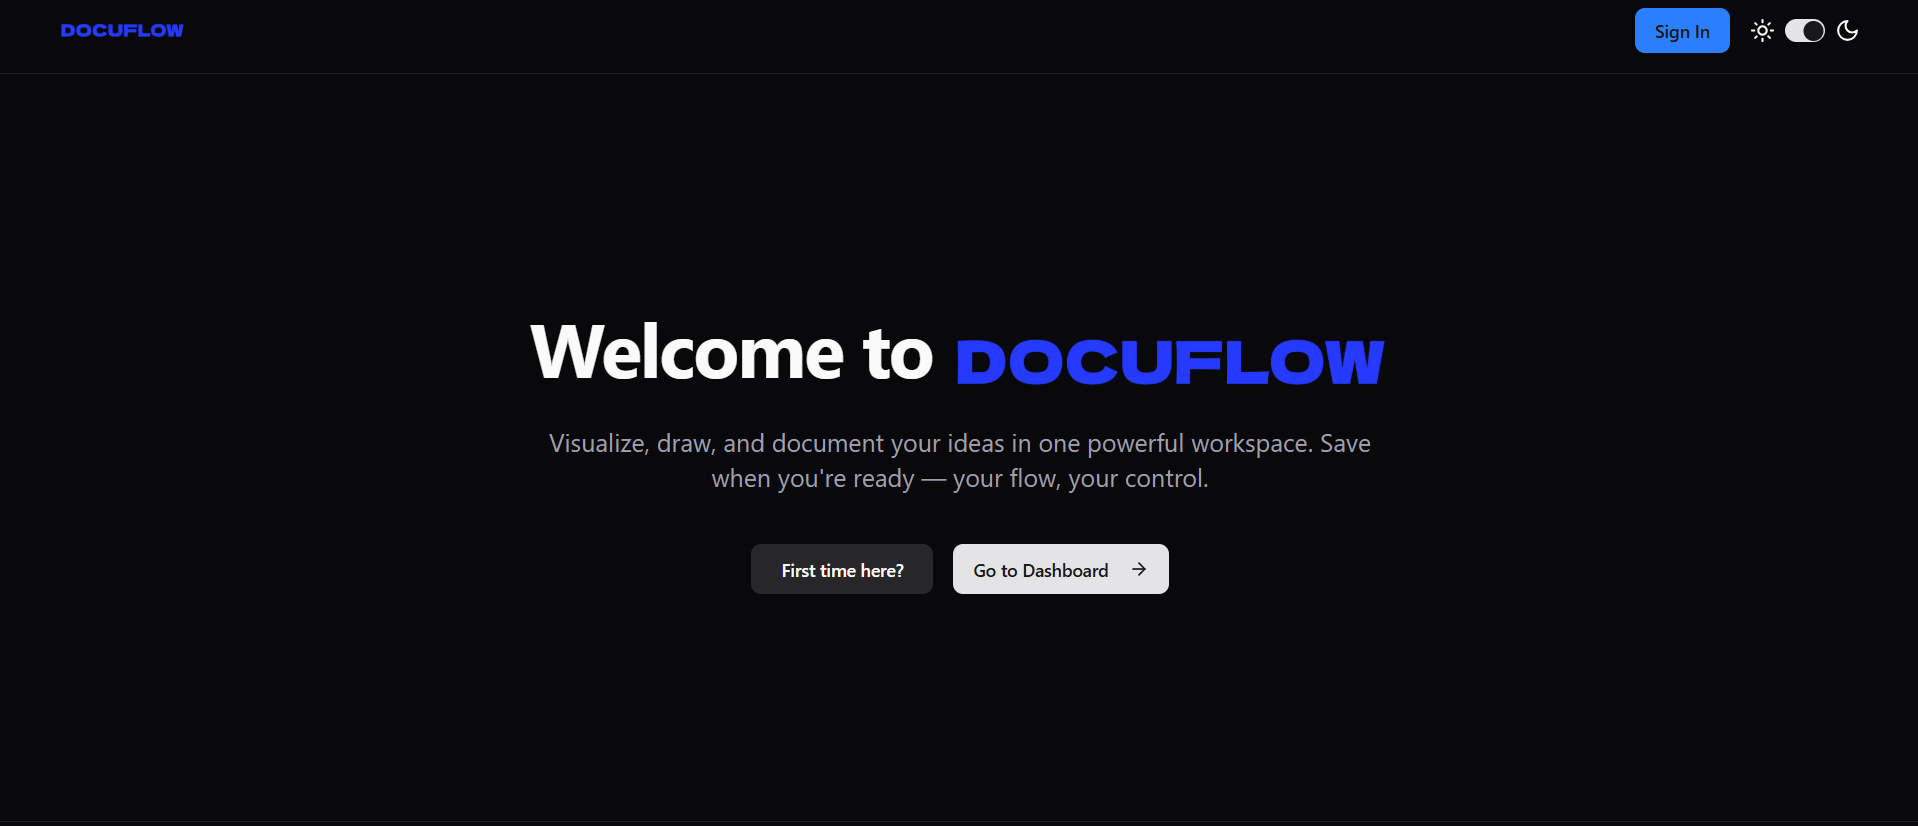 DOCUFLOW
Sign In
Welcome to DOCUFLOW
Visualize, draw, and document your ideas in one powerful workspace. Save
when you're ready — your flow, your control.
First time here?
Go to Dashboard